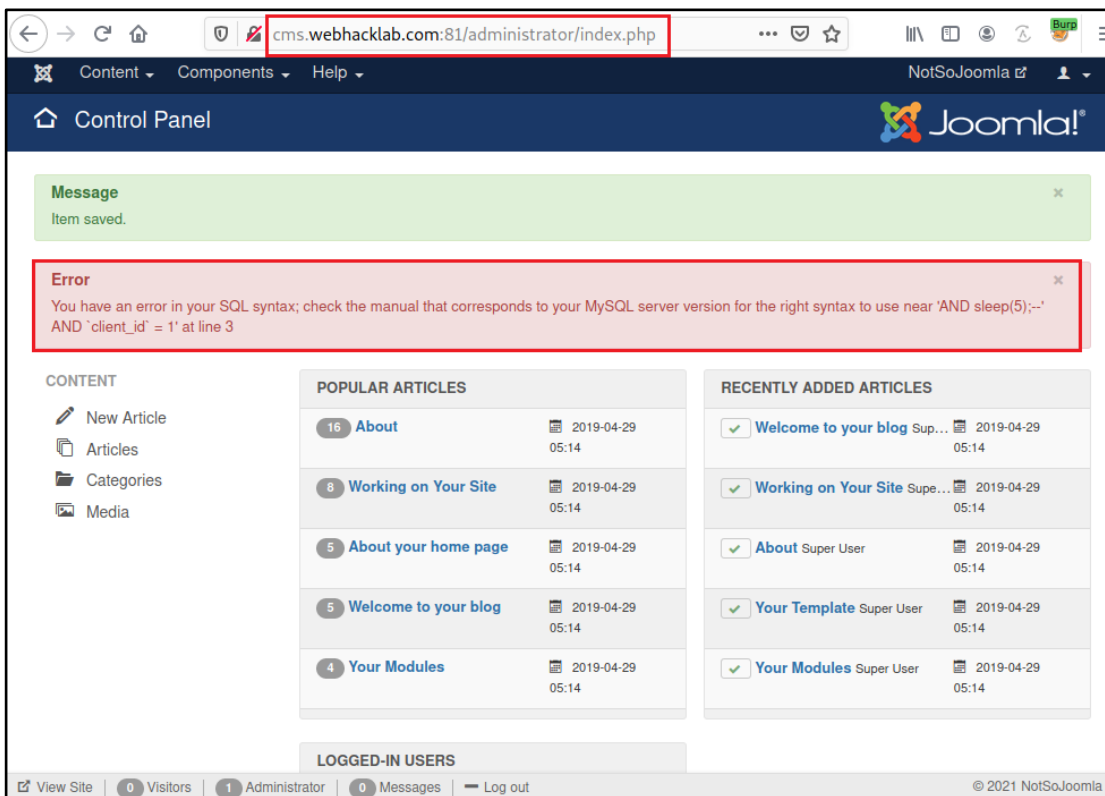 cms.webhacklab.com:81/administrator/index.php
Burp
Content Components Help NotSoJoomla
Control Panel Joomla!®
Message
Item saved.
Error
You have an error in your SQL syntax; check the manual that corresponds to your MySQL server version for the right syntax to use near 'AND sleep(5);--'
AND `client_id` = 1' at line 3
CONTENT
New Article
Articles
Categories
Media
POPULAR ARTICLES
16 About 2019-04-29
05:14
8 Working on Your Site 2019-04-29
05:14
5 About your home page 2019-04-29
05:14
5 Welcome to your blog 2019-04-29
05:14
4 Your Modules 2019-04-29
05:14
RECENTLY ADDED ARTICLES
Welcome to your blog Sup... 2019-04-29
05:14
Working on Your Site Supe... 2019-04-29
05:14
About Super User 2019-04-29
05:14
Your Template Super User 2019-04-29
05:14
Your Modules Super User 2019-04-29
05:14
LOGGED-IN USERS
View Site 0 Visitors 1 Administrator 0 Messages Log out © 2021 NotSoJoomla